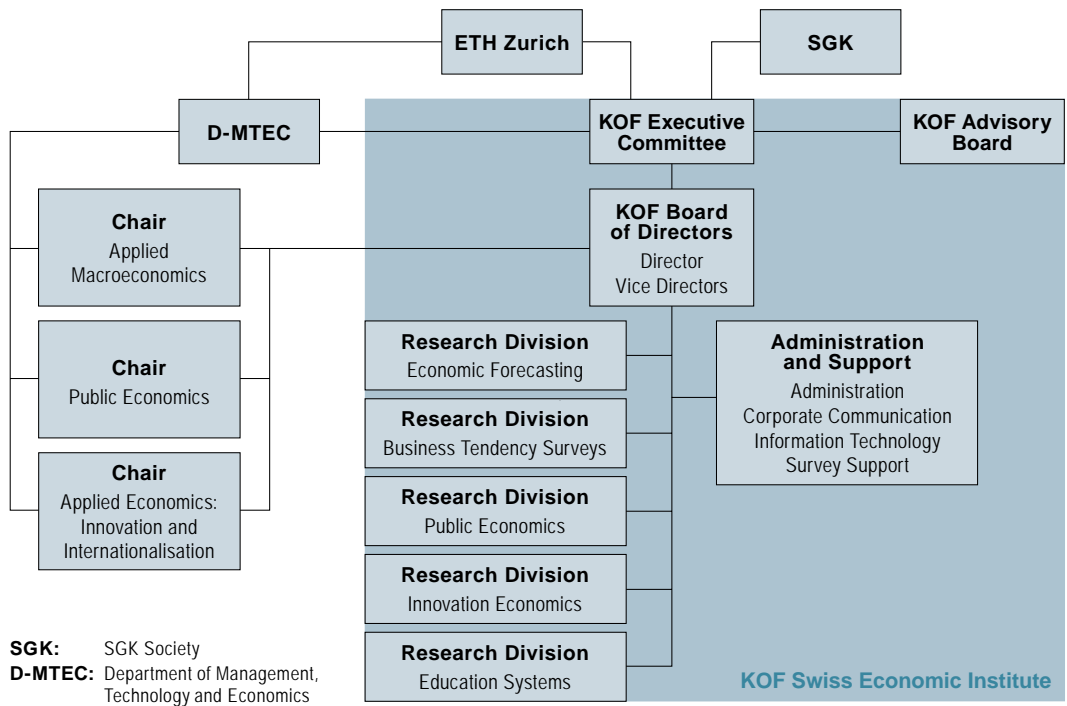 ETH Zurich
SGK
D-MTEC
KOF Executive
Committee
KOF Advisory
Board
Chair
Applied
Macroeconomics
KOF Board
of Directors
Director
Vice Directors
Chair
Public Economics
Chair
Applied Economics:
Innovation and
Internationalisation
Research Division
Economic Forecasting
Research Division
Business Tendency Surveys
Research Division
Public Economics
Research Division
Innovation Economics
Research Division
Education Systems
Administration
and Support
Administration
Corporate Communication
Information Technology
Survey Support
SGK: SGK Society
D-MTEC: Department of Management,
Technology and Economics
KOF Swiss Economic Institute